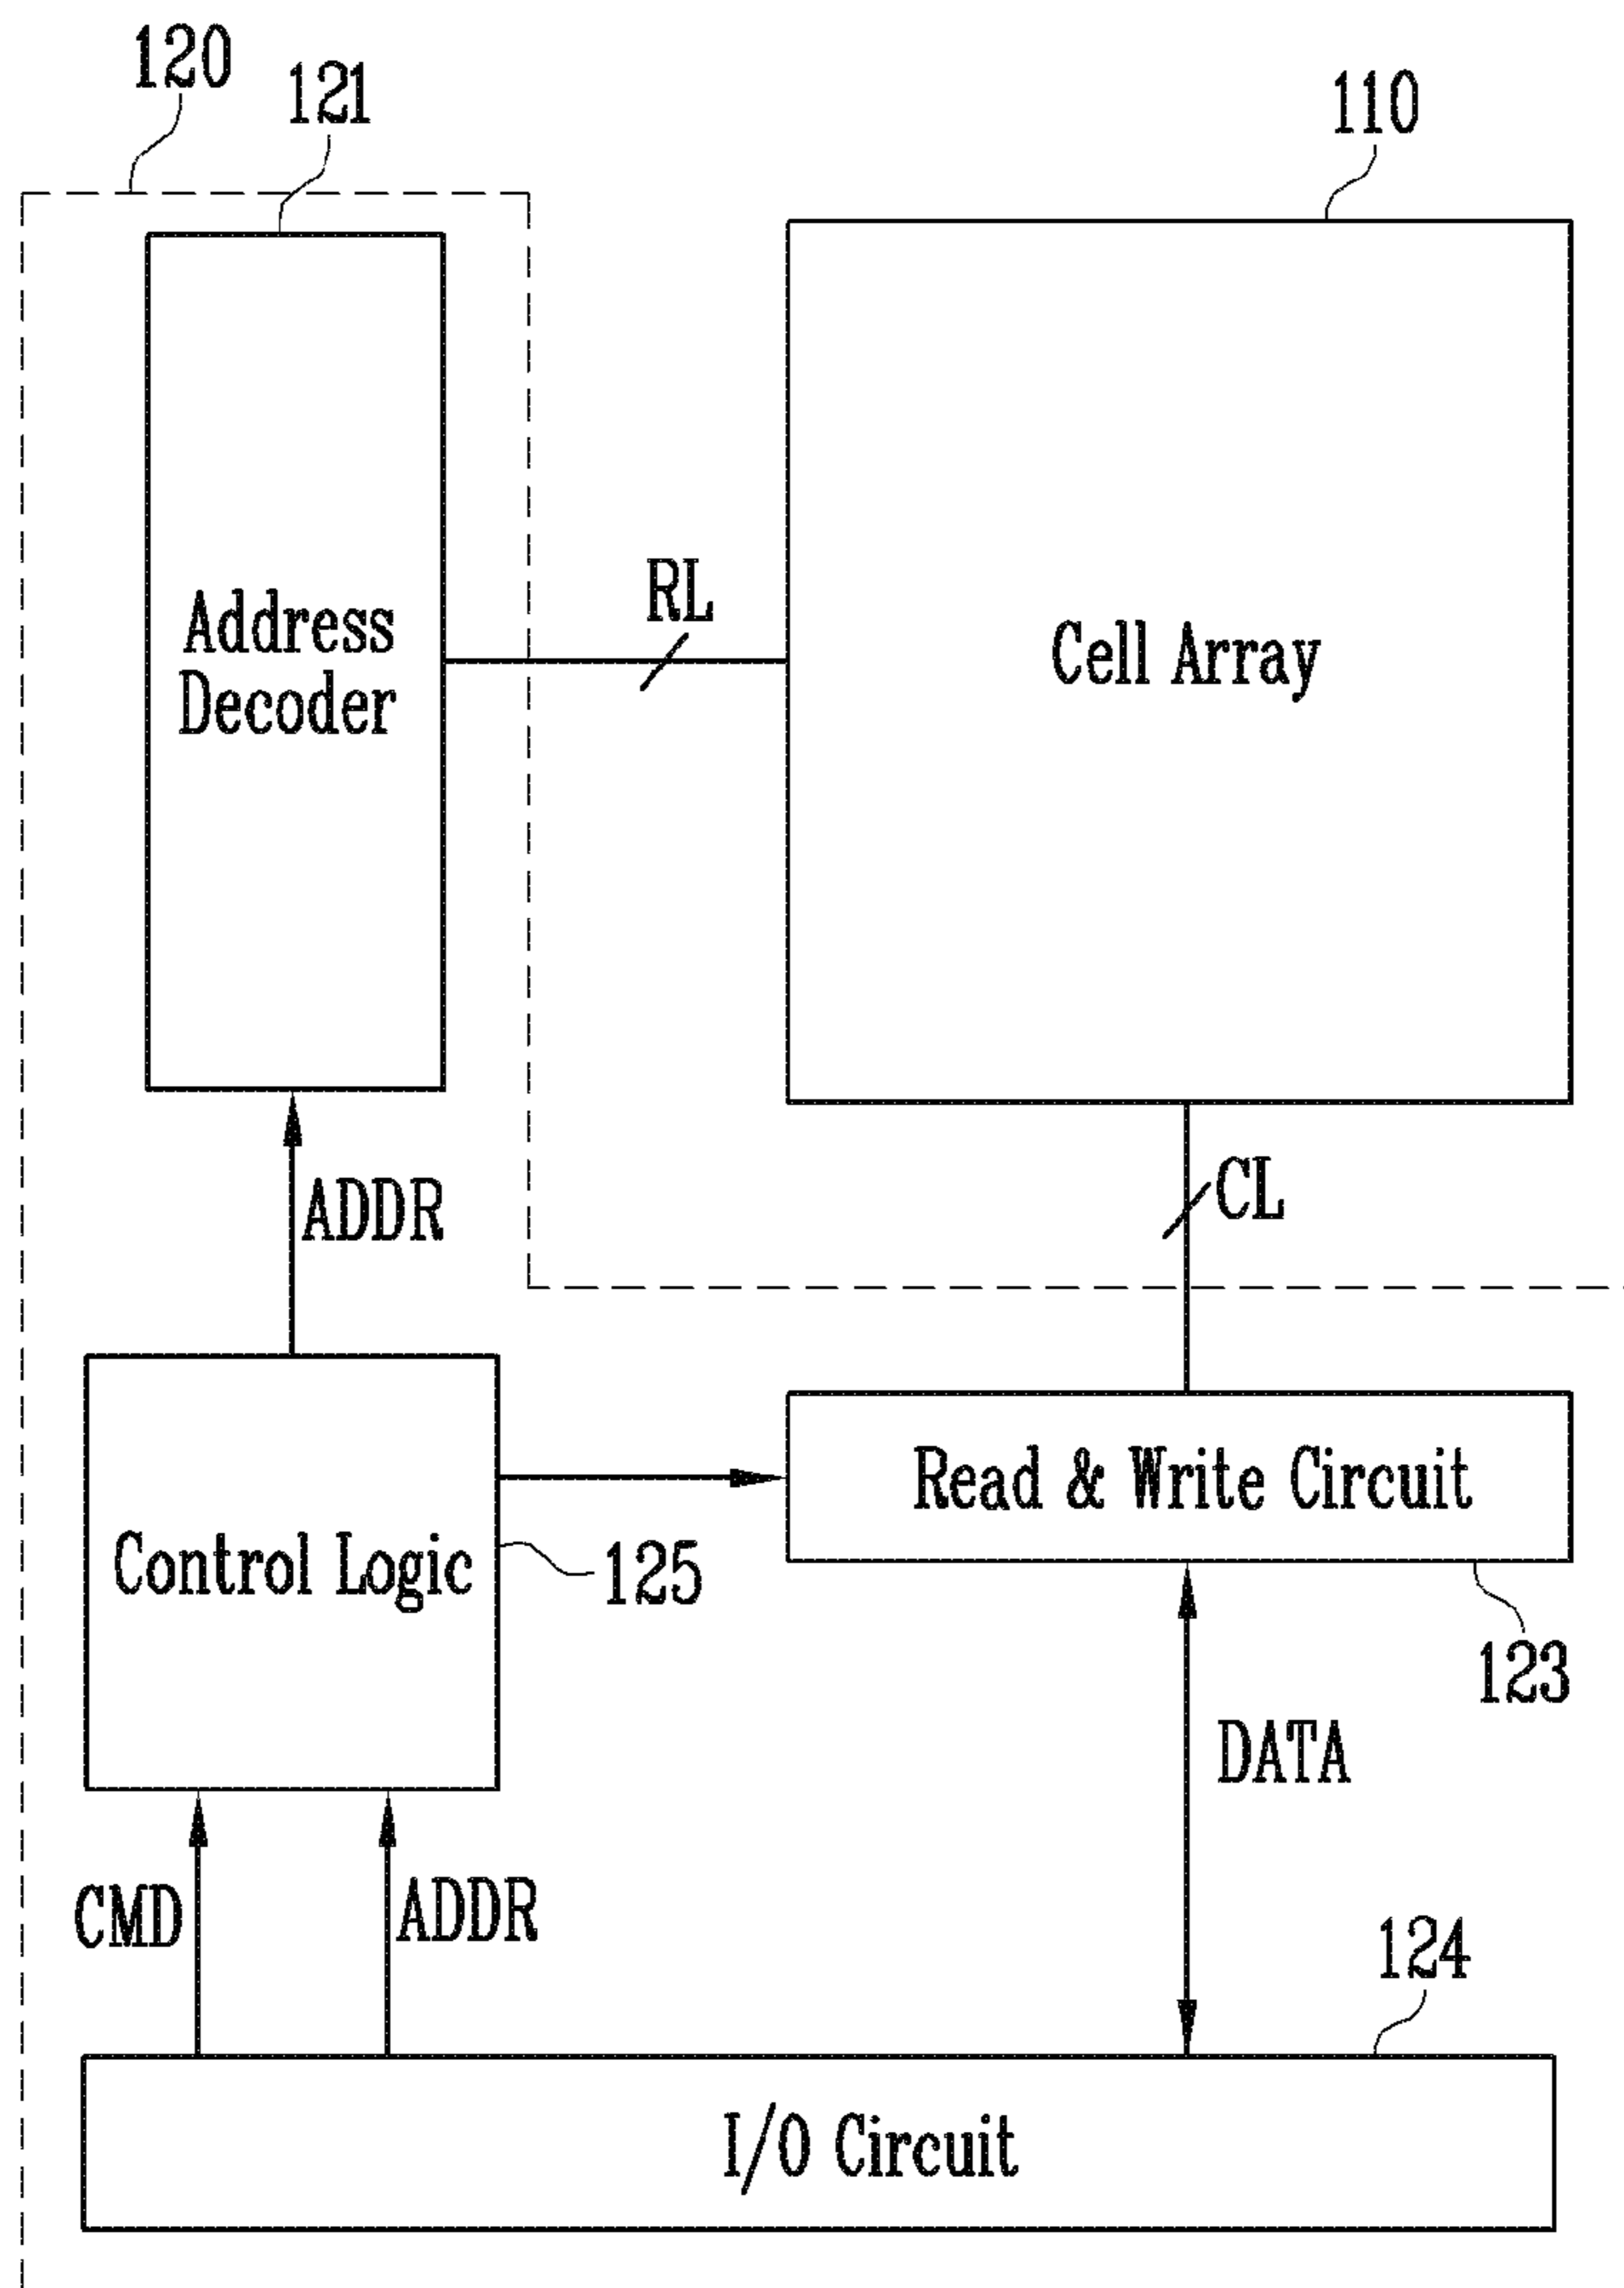 120
121
110
Address
Decoder
RL
Cell Array
ADDR
CL
Read & Write Circuit
Control Logic
125
123
DATA
CMD
ADDR
124
I/O Circuit